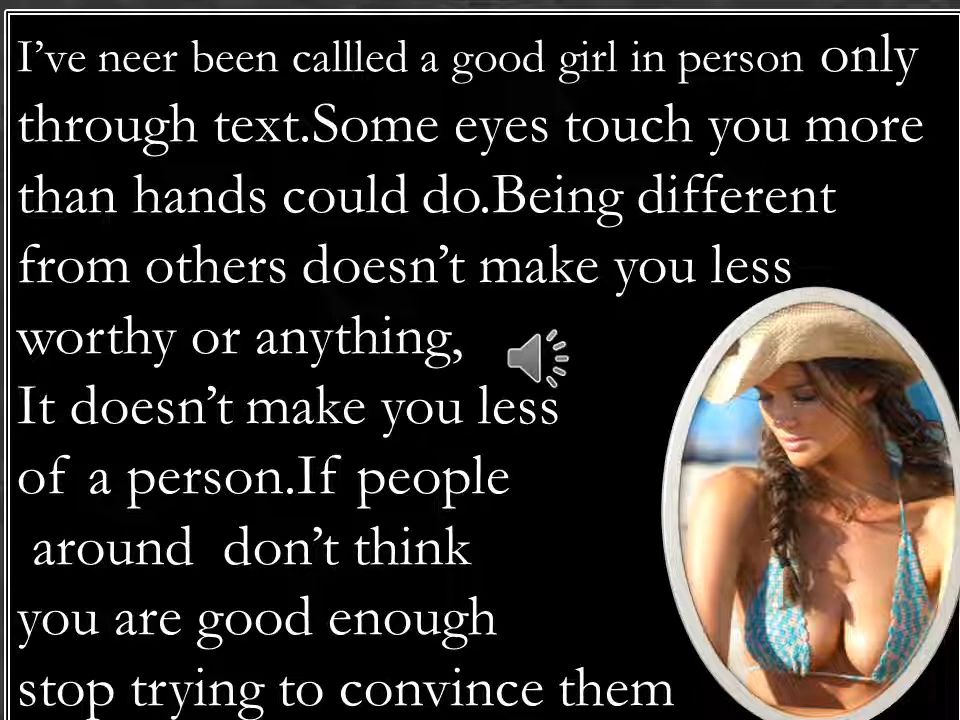 I’ve neer been callled a good girl in person only
through text.Some eyes touch you more
than hands could do.Being different
from others doesn’t make you less
worthy or anything,
It doesn’t make you less
of a person.If people
around  don’t think
you are good enough
stop trying to convince them